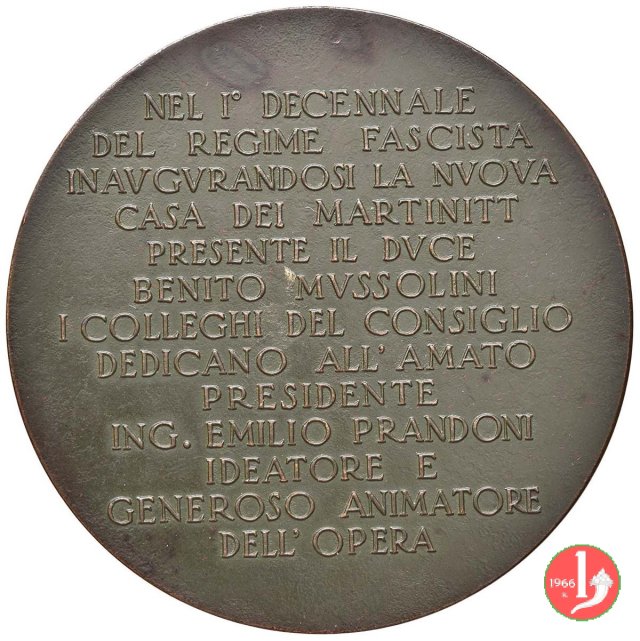 NEL I° DECENNALE
DEL REGIME FASCISTA
INAVGVRANDOSI LA NVOVA
CASA DEI MARTINITT
PRESENTE IL DVCE
BENITO MVSSOLINI
I COLLEGHI DEL CONSIGLIO
DEDICANO ALL'AMATO
PRESIDENTE
ING. EMILIO PRANDONI
IDEATORE E
GENEROSO ANIMATORE
DELL'OPERA
1966